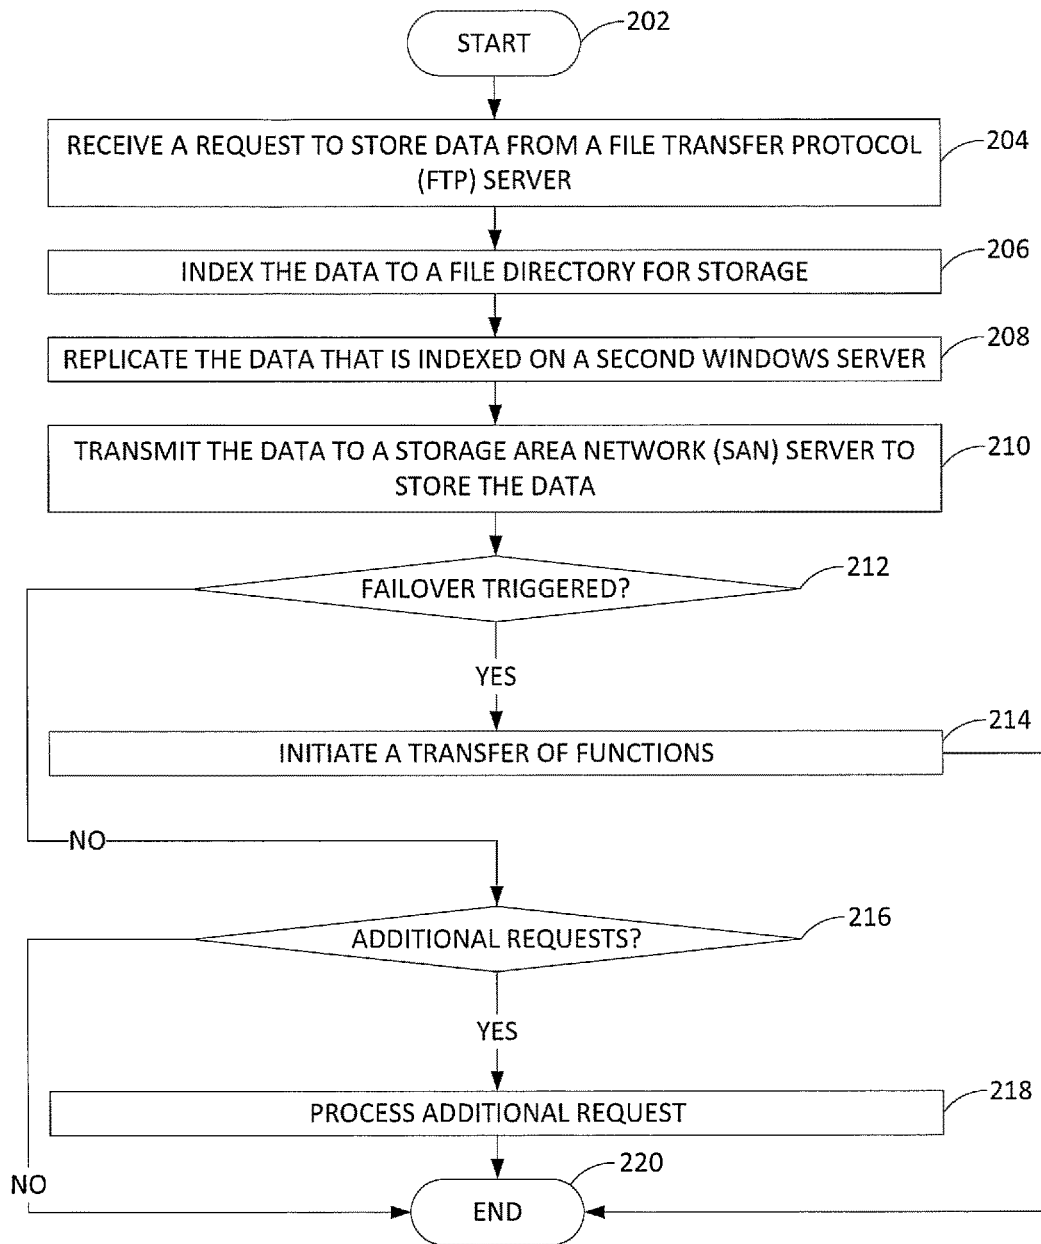 START
202
RECEIVE A REQUEST TO STORE DATA FROM A FILE TRANSFER PROTOCOL
(FTP) SERVER
204
INDEX THE DATA TO A FILE DIRECTORY FOR STORAGE
206
REPLICATE THE DATA THAT IS INDEXED ON A SECOND WINDOWS SERVER
208
TRANSMIT THE DATA TO A STORAGE AREA NETWORK (SAN) SERVER TO
STORE THE DATA
210
FAILOVER TRIGGERED?
212
YES
INITIATE A TRANSFER OF FUNCTIONS
214
NO
ADDITIONAL REQUESTS?
216
YES
PROCESS ADDITIONAL REQUEST
218
NO
END
220